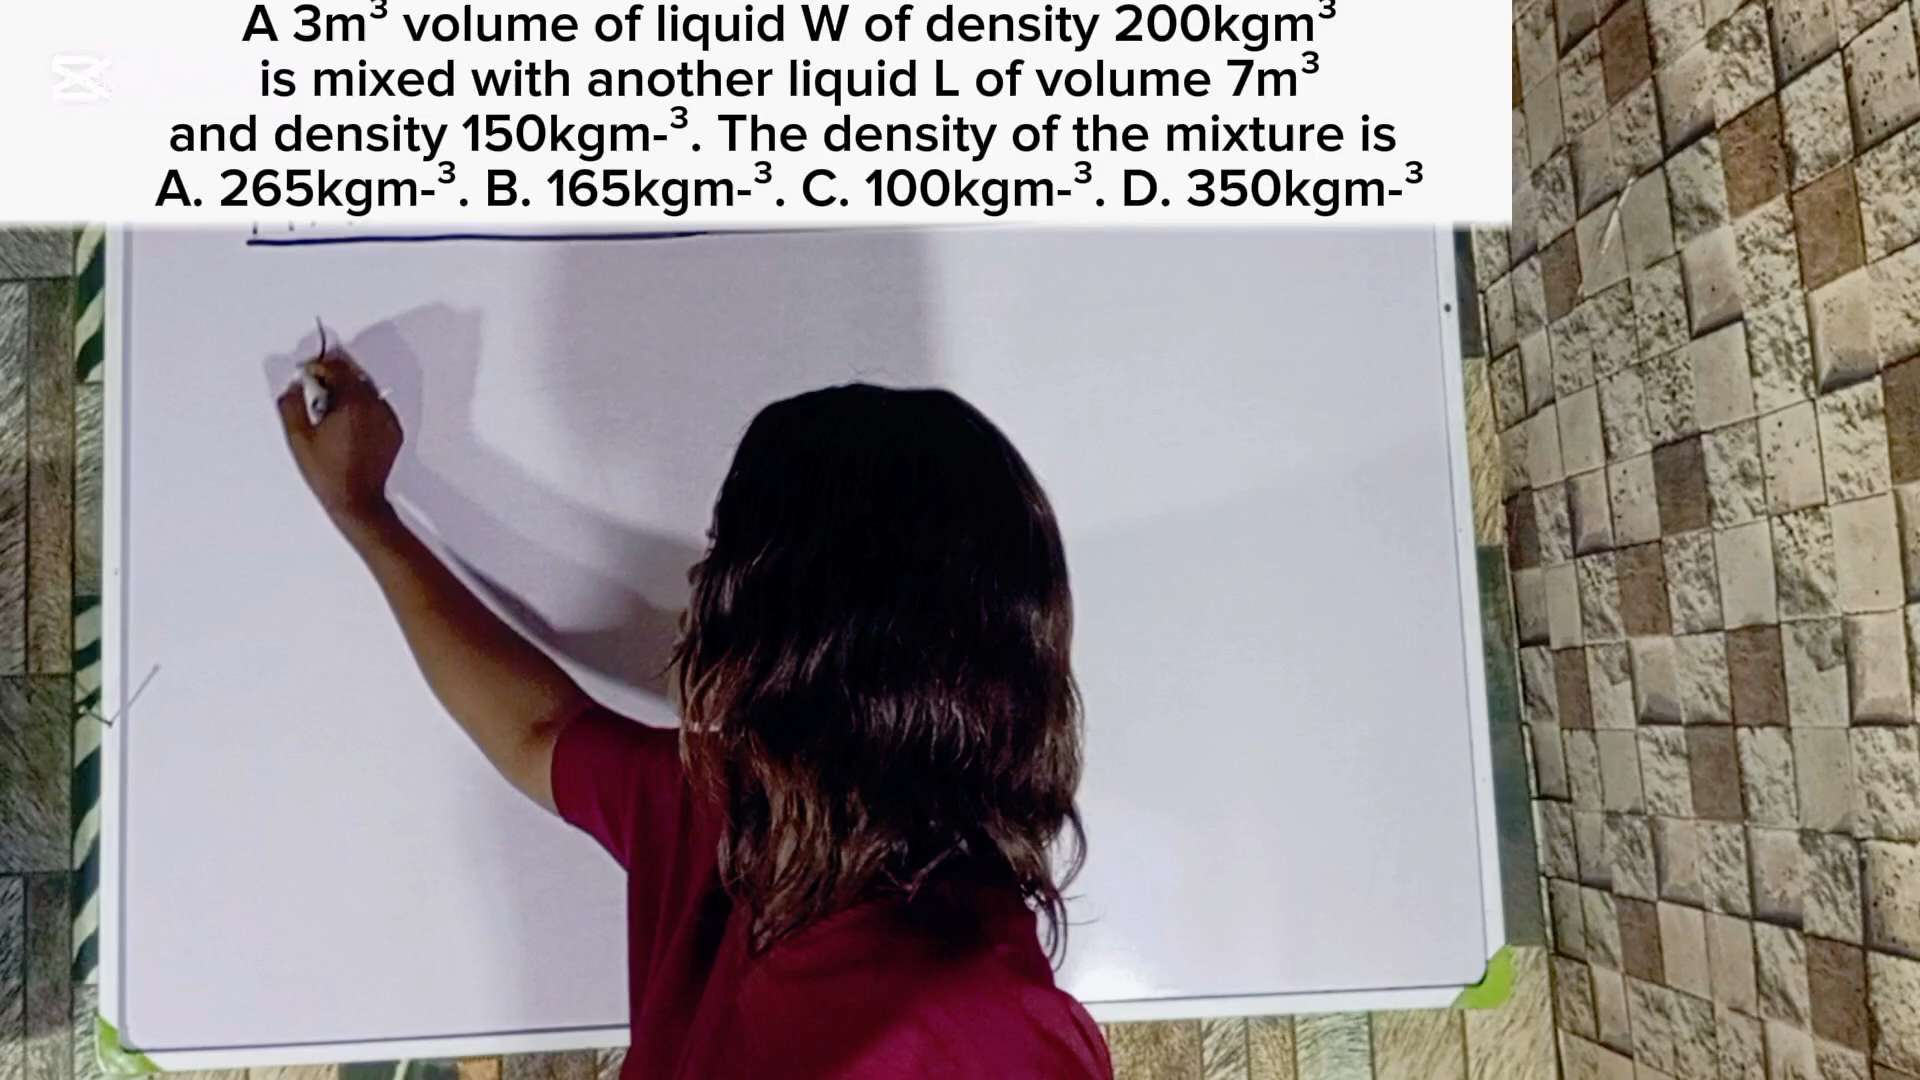 A 3m³ volume of liquid W of density 200kgm³
is mixed with another liquid L of volume 7m³
and density 150kgm-³. The density of the mixture is
A. 265kgm-³. B. 165kgm-³. C. 100kgm-³. D. 350kgm-³